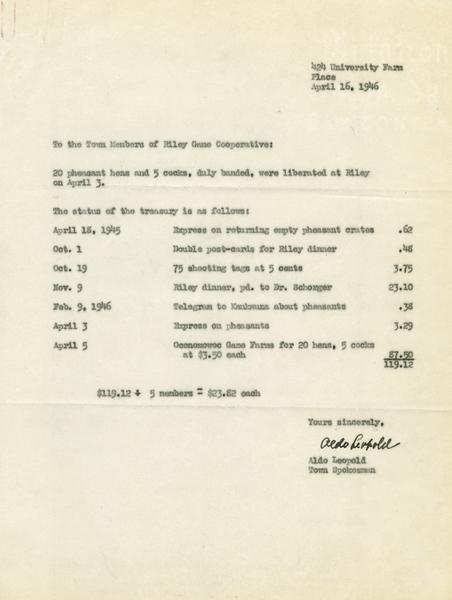 424 University Farm
Place
April 16, 1946
To the Town Members of Riley Game Cooperative:
20 pheasant hens and 5 cocks, duly banded, were liberated at Riley
on April 3.
The status of the treasury is as follows:
April 18, 1945 Express on returning empty pheasant crates .62
Oct. 1 Double post-cards for Riley dinner .48
Oct. 19 75 shooting tags at 5 cents 3.75
Nov. 9 Riley dinner, pd. to Dr. Schorger 23.10
Feb. 9, 1946 Telegram to Kaukauna about pheasants .38
April 3 Express on pheasants 3.29
April 5 Oconomowoc Game Farms for 20 hens, 5 cocks
at $3.50 each 87.50
119.12
$119.12 ÷ 5 members = $23.82 each
Yours sincerely,
Aldo Leopold
Aldo Leopold
Town Spokesman